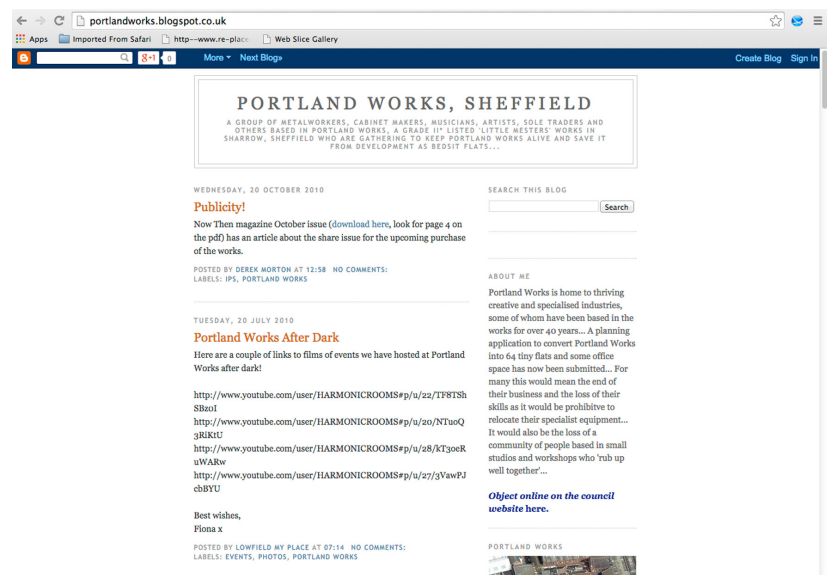 portlandworks.blogspot.co.uk
Apps Imported From Safari http--www.re-place Web Slice Gallery
g+1 0 More Next Blog» Create Blog Sign In
PORTLAND WORKS, SHEFFIELD
A GROUP OF METALWORKERS, CABINET MAKERS, MUSICIANS, ARTISTS, SOLE TRADERS AND
OTHERS BASED IN PORTLAND WORKS, A GRADE II* LISTED 'LITTLE MESTERS' WORKS IN
SHARROW, SHEFFIELD WHO ARE GATHERING TO KEEP PORTLAND WORKS ALIVE AND SAVE IT
FROM DEVELOPMENT AS BEDSIT FLATS...
WEDNESDAY, 20 OCTOBER 2010
Publicity!
Now Then magazine October issue (download here, look for page 4 on
the pdf) has an article about the share issue for the upcoming purchase
of the works.
POSTED BY DEREK MORTON AT 12:58 NO COMMENTS:
LABELS: IPS, PORTLAND WORKS
TUESDAY, 20 JULY 2010
Portland Works After Dark
Here are a couple of links to films of events we have hosted at Portland
Works after dark!
http://www.youtube.com/user/HARMONICROOMS#p/u/22/TF8TSh
SBzoI
http://www.youtube.com/user/HARMONICROOMS#p/u/20/NTuoQ
3RiKtU
http://www.youtube.com/user/HARMONICROOMS#p/u/28/kT3oeR
uWARw
http://www.youtube.com/user/HARMONICROOMS#p/u/27/3VawPJ
cbBYU
Best wishes,
Fiona x
POSTED BY LOWFIELD MY PLACE AT 07:14 NO COMMENTS:
LABELS: EVENTS, PHOTOS, PORTLAND WORKS
SEARCH THIS BLOG
Search
ABOUT ME
Portland Works is home to thriving
creative and specialised industries,
some of whom have been based in the
works for over 40 years... A planning
application to convert Portland Works
into 64 tiny flats and some office
space has now been submitted... For
many this would mean the end of
their business and the loss of their
skills as it would be prohibitve to
relocate their specialist equipment...
It would also be the loss of a
community of people based in small
studios and workshops who 'rub up
well together'...
Object online on the council
website here.
PORTLAND WORKS